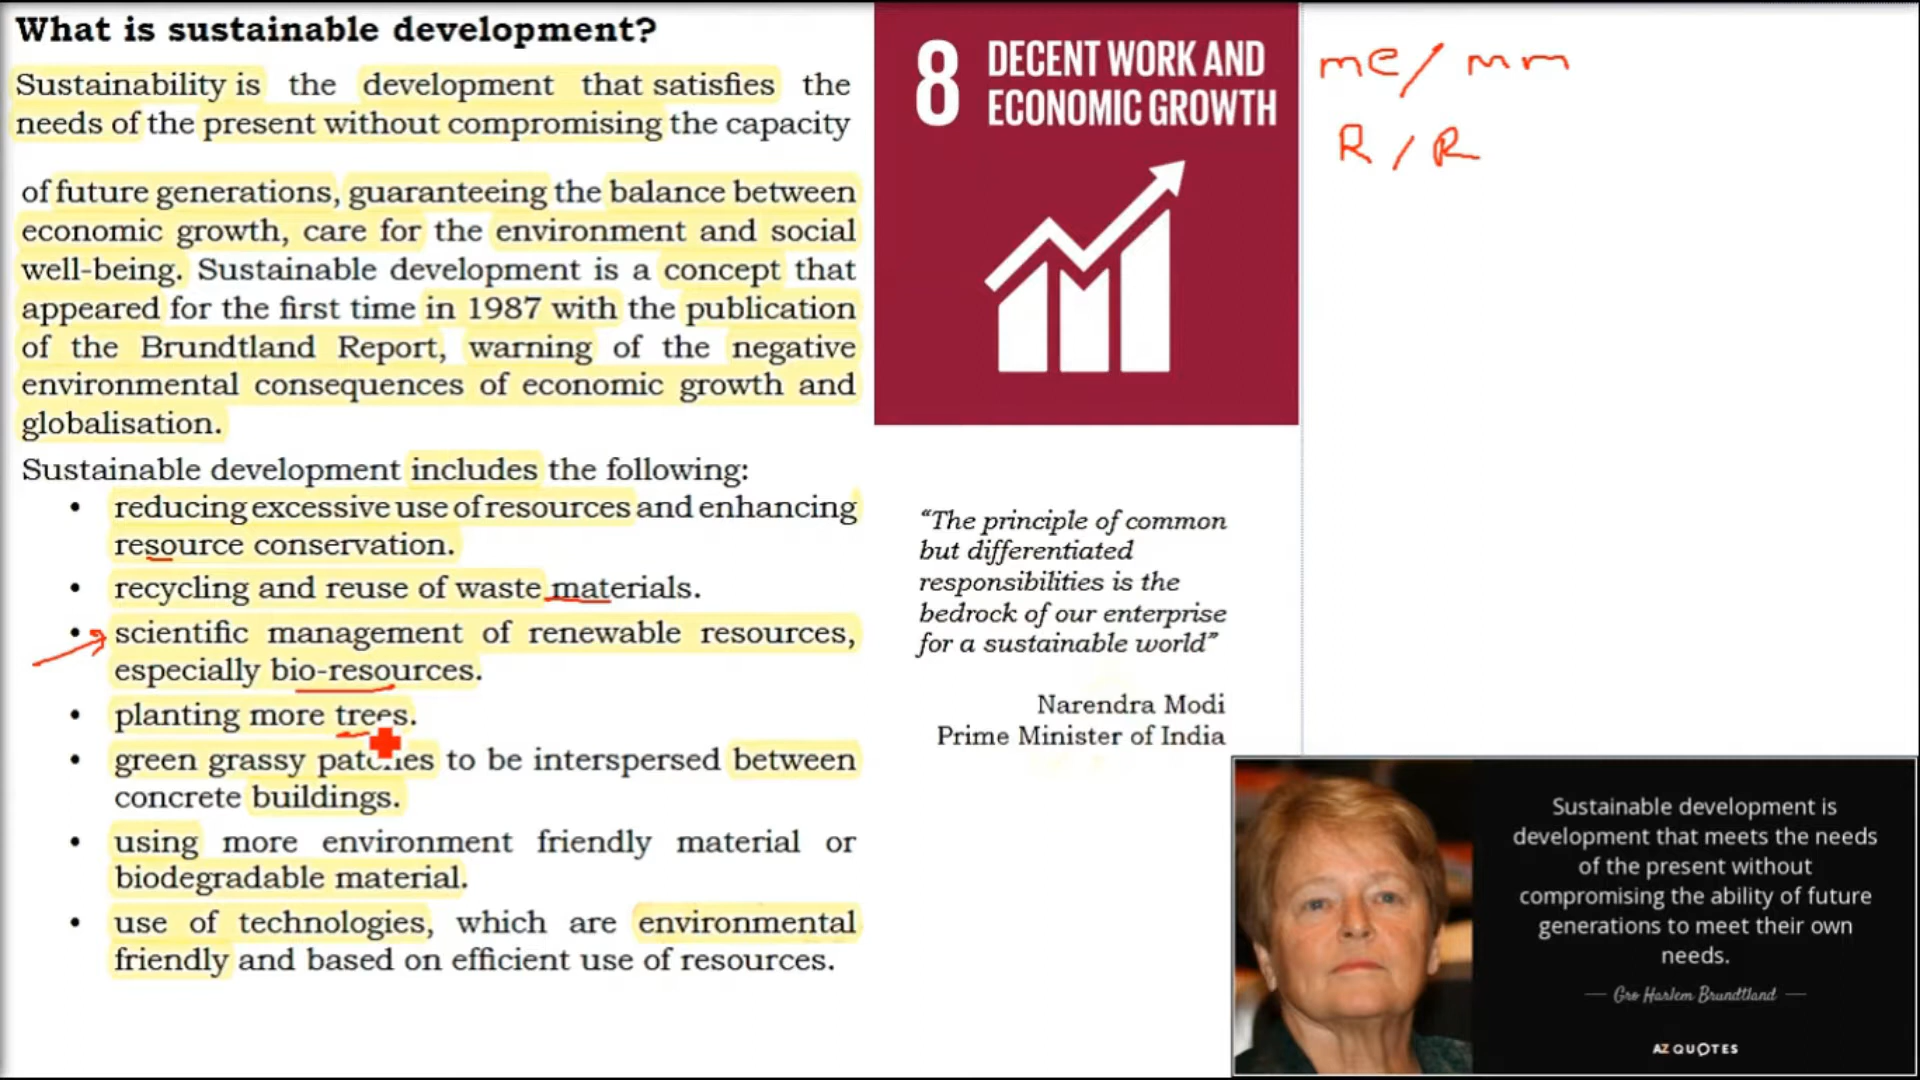 What is sustainable development?
Sustainability is the development that satisfies the
needs of the present without compromising the capacity
of future generations, guaranteeing the balance between
economic growth, care for the environment and social
well-being. Sustainable development is a concept that
appeared for the first time in 1987 with the publication
of the Brundtland Report, warning of the negative
environmental consequences of economic growth and
globalisation.
Sustainable development includes the following:
• reducing excessive use of resources and enhancing
resource conservation.
• recycling and reuse of waste materials.
• scientific management of renewable resources,
especially bio-resources.
• planting more trees.
• green grassy patches to be interspersed between
concrete buildings.
• using more environment friendly material or
biodegradable material.
• use of technologies, which are environmental
friendly and based on efficient use of resources.
8 DECENT WORK AND
ECONOMIC GROWTH
“The principle of common
but differentiated
responsibilities is the
bedrock of our enterprise
for a sustainable world”
Narendra Modi
Prime Minister of India
me/mm
R/R
Sustainable development is
development that meets the needs
of the present without
compromising the ability of future
generations to meet their own
needs.
— Gro Harlem Brundtland —
AZ QUOTES